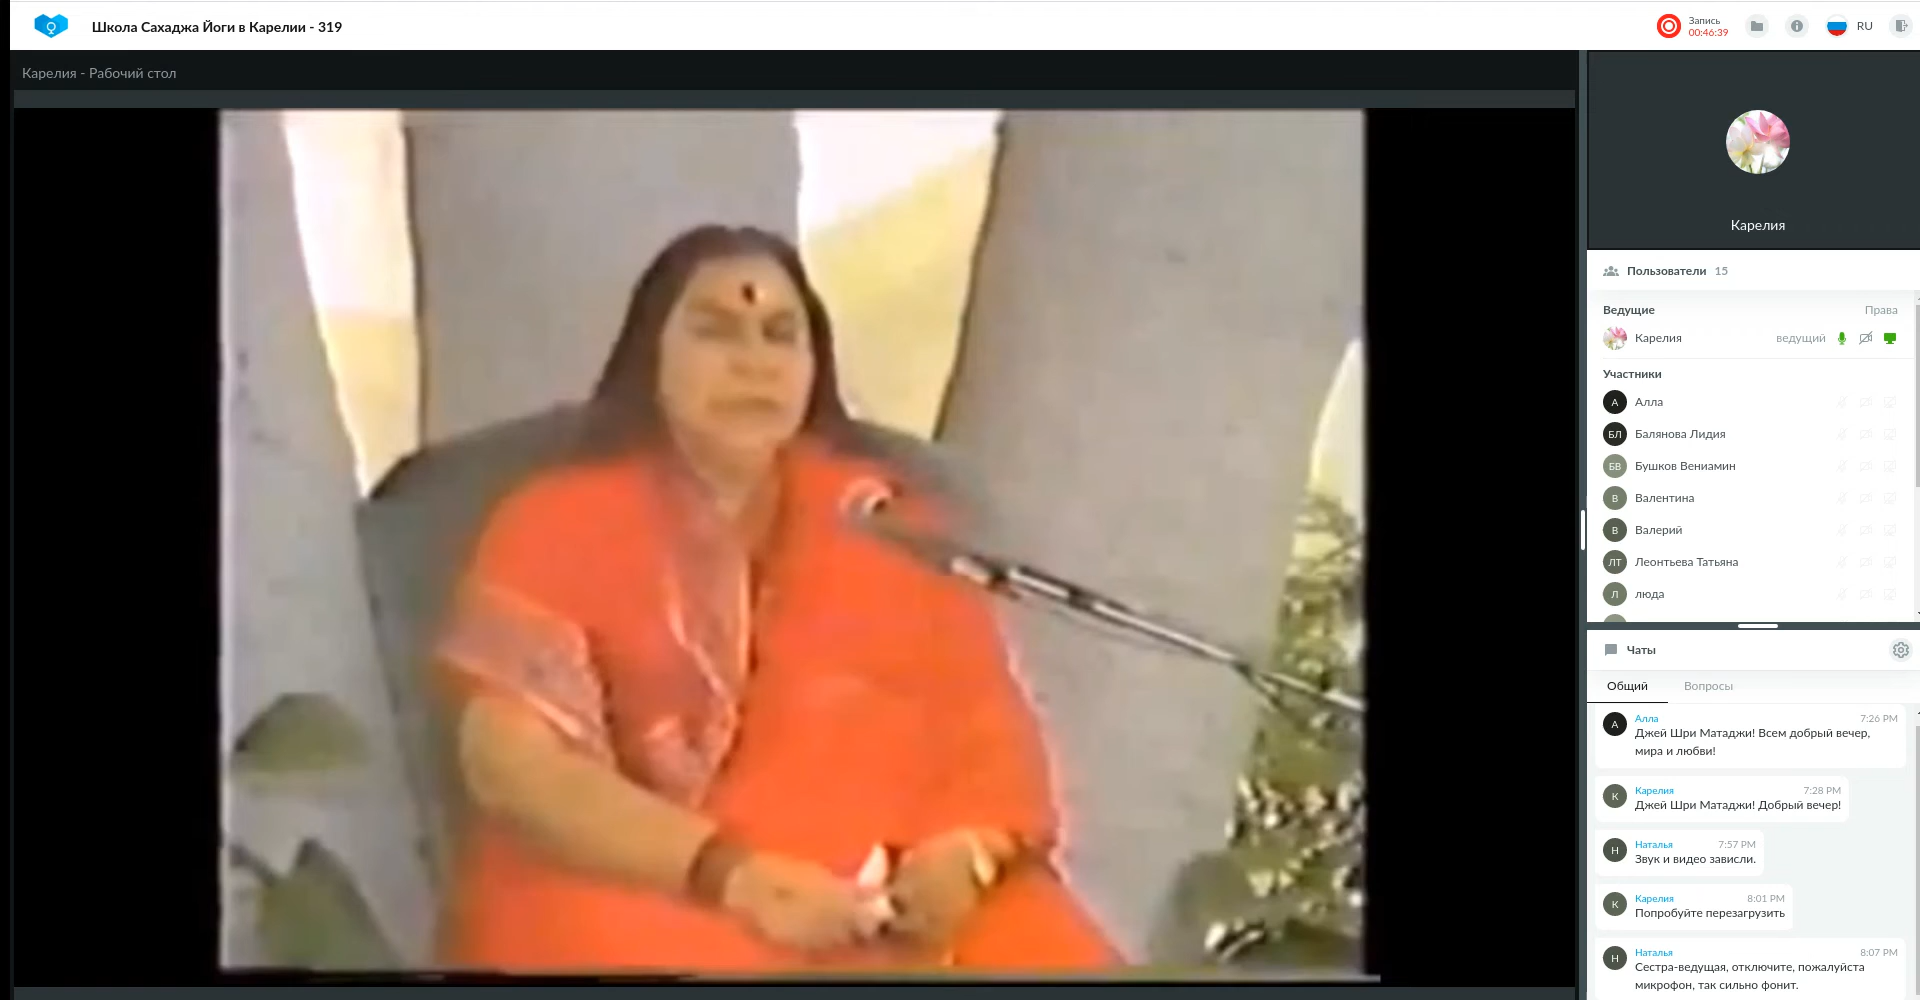 Школа Сахаджа Йоги в Карелии - 319
Запись
00:46:39
RU
Карелия - Рабочий стол
Карелия
Пользователи 15
Ведущие Права
Карелия ведущий
Участники
А Алла
БЛ Балянова Лидия
БВ Бушков Вениамин
В Валентина
В Валерий
ЛТ Леонтьева Татьяна
Л люда
Чаты
Общий Вопросы
А
Алла 7:26 PM
Джей Шри Матаджи! Всем добрый вечер,
мира и любви!
К
Карелия 7:28 PM
Джей Шри Матаджи! Добрый вечер!
Н
Наталья 7:57 PM
Звук и видео зависли.
К
Карелия 8:01 PM
Попробуйте перезагрузить
Н
Наталья 8:07 PM
Сестра-ведущая, отключите, пожалуйста
микрофон, так сильно фонит.